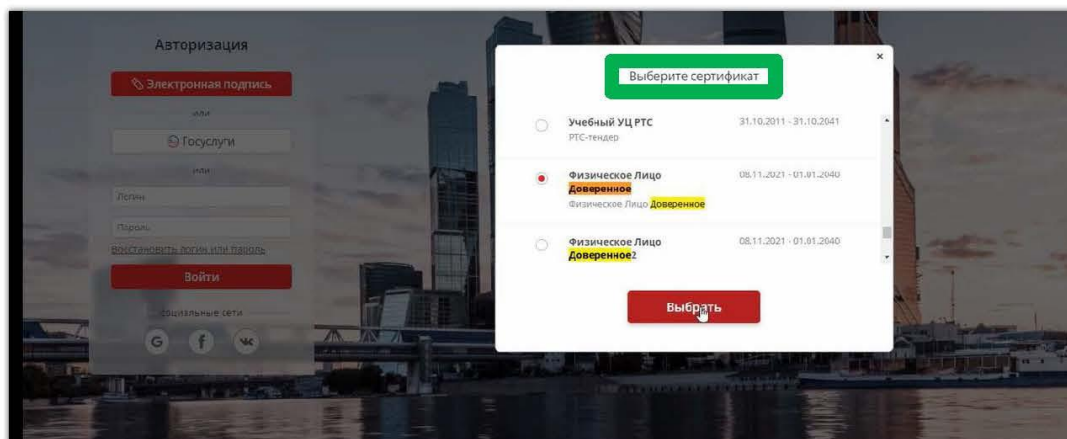 Авторизация
Электронная подпись
или
Госуслуги
или
Логин
Пароль
Восстановить логин или пароль
Войти
социальные сети
G f
Выберите сертификат
×
Учебный УЦ РТС 31.10.2011 - 31.10.2041
РТС-тендер
Физическое Лицо 08.11.2021 - 01.01.2040
Доверенное
Физическое Лицо Доверенное
Физическое Лицо 08.11.2021 - 01.01.2040
Доверенное2
Выбрать